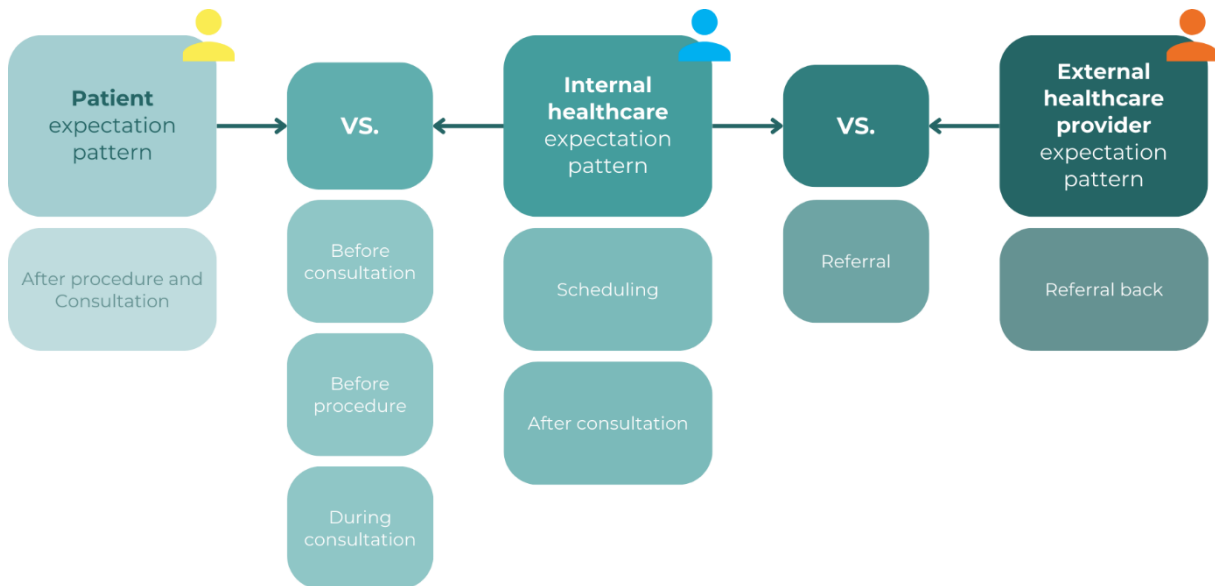 Patient
expectation
pattern
VS.
Internal
healthcare
expectation
pattern
VS.
External
healthcare
provider
expectation
pattern
After procedure and
Consultation
Before
consultation
Scheduling
Referral
Referral back
Before
procedure
After consultation
During
consultation